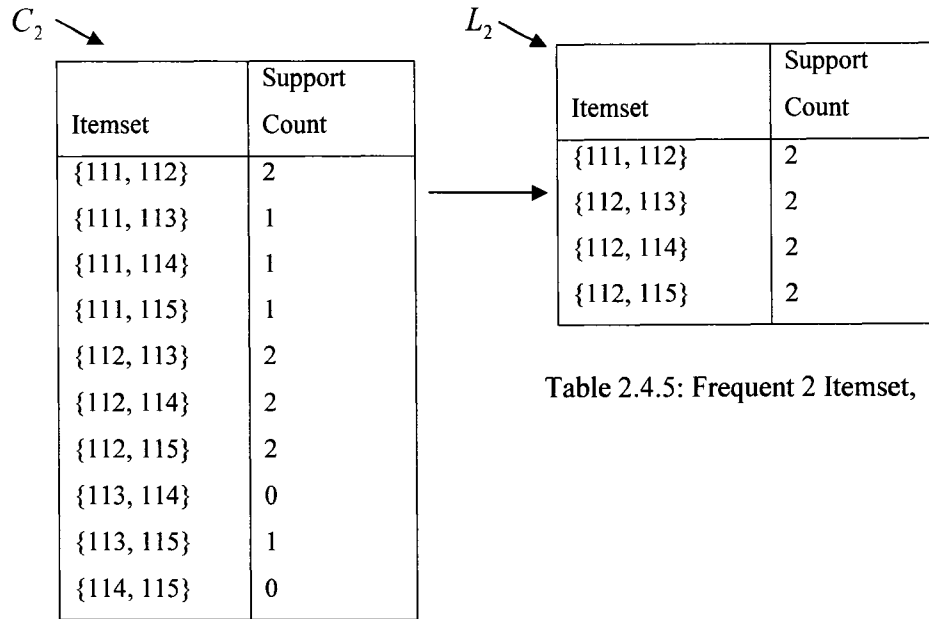 C2
Itemset Support Count
{111, 112} 2
{111, 113} 1
{111, 114} 1
{111, 115} 1
{112, 113} 2
{112, 114} 2
{112, 115} 2
{113, 114} 0
{113, 115} 1
{114, 115} 0
L2
Itemset Support Count
{111, 112} 2
{112, 113} 2
{112, 114} 2
{112, 115} 2
Table 2.4.5: Frequent 2 Itemset,